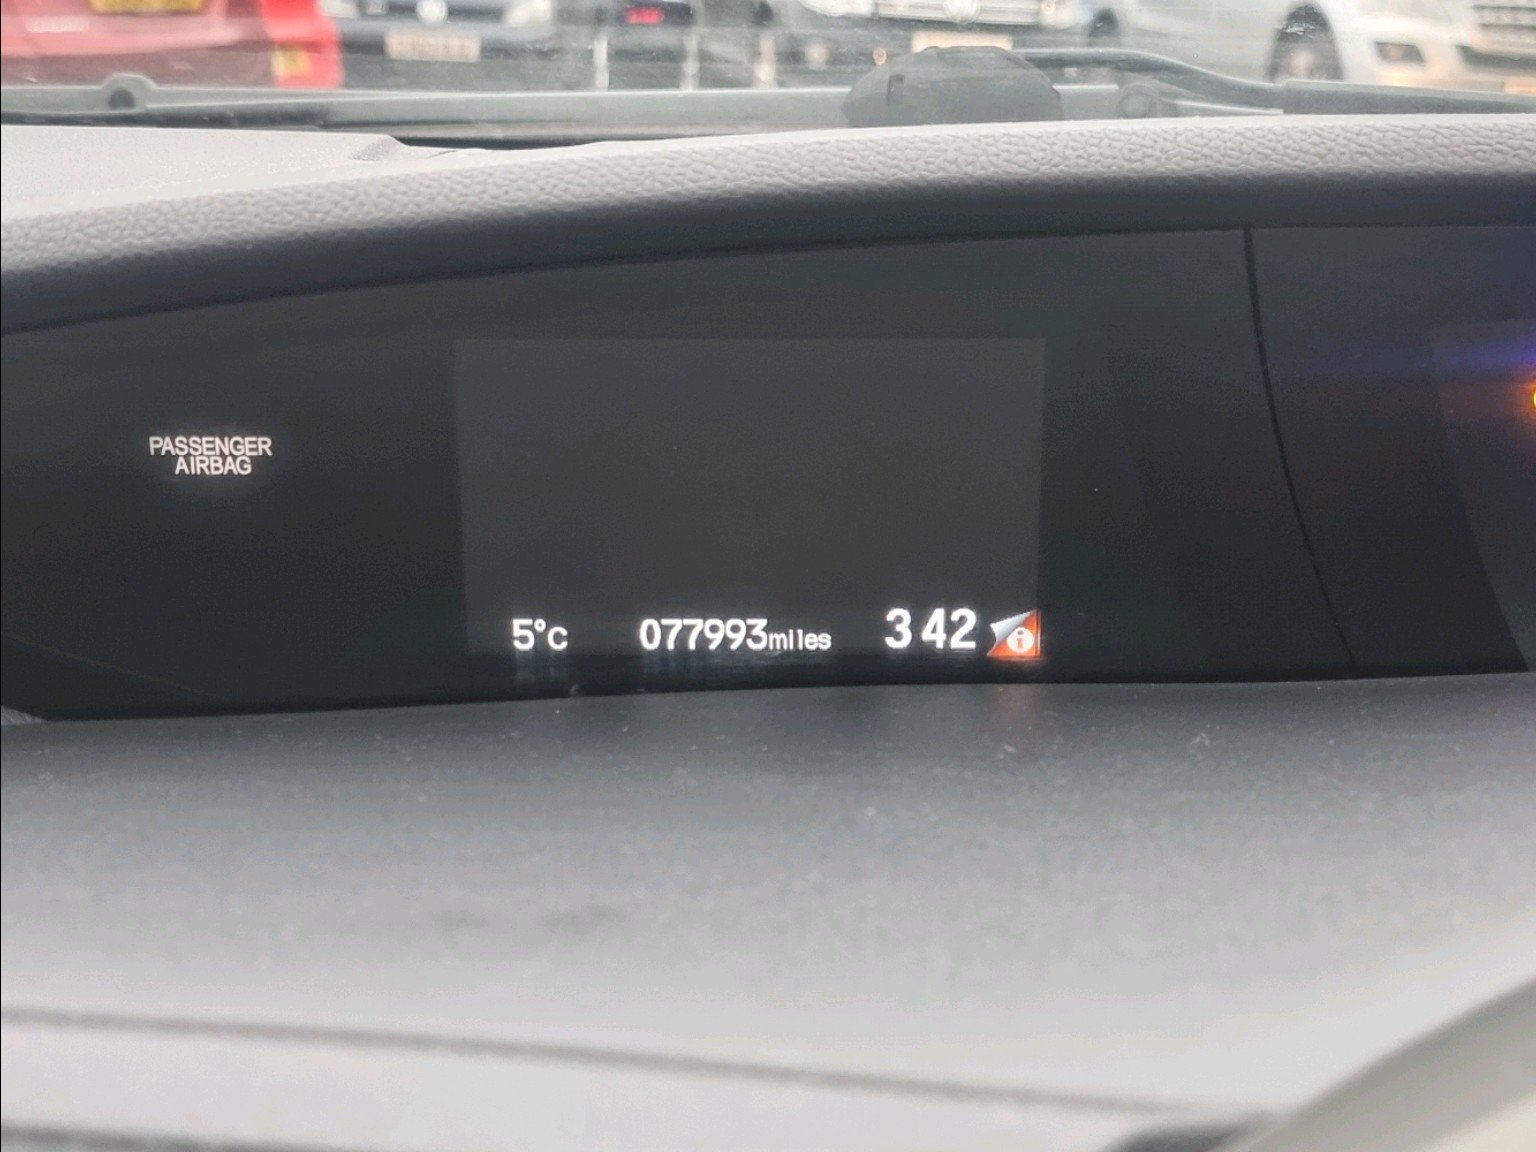 PASSENGER
AIRBAG
5°C 077993miles 3 42 i